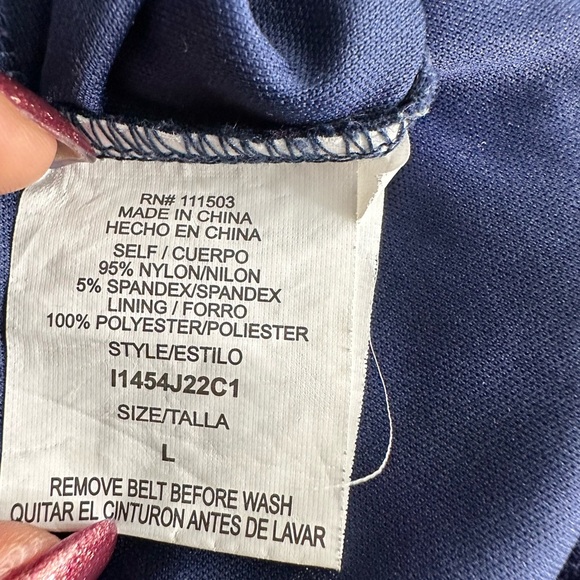 RN# 111503
MADE IN CHINA
HECHO EN CHINA
SELF / CUERPO
95% NYLON/NILON
5% SPANDEX/SPANDEX
LINING / FORRO
100% POLYESTER/POLIESTER
STYLE/ESTILO
I1454J22C1
SIZE/TALLA
L
REMOVE BELT BEFORE WASH
QUITAR EL CINTURON ANTES DE LAVAR